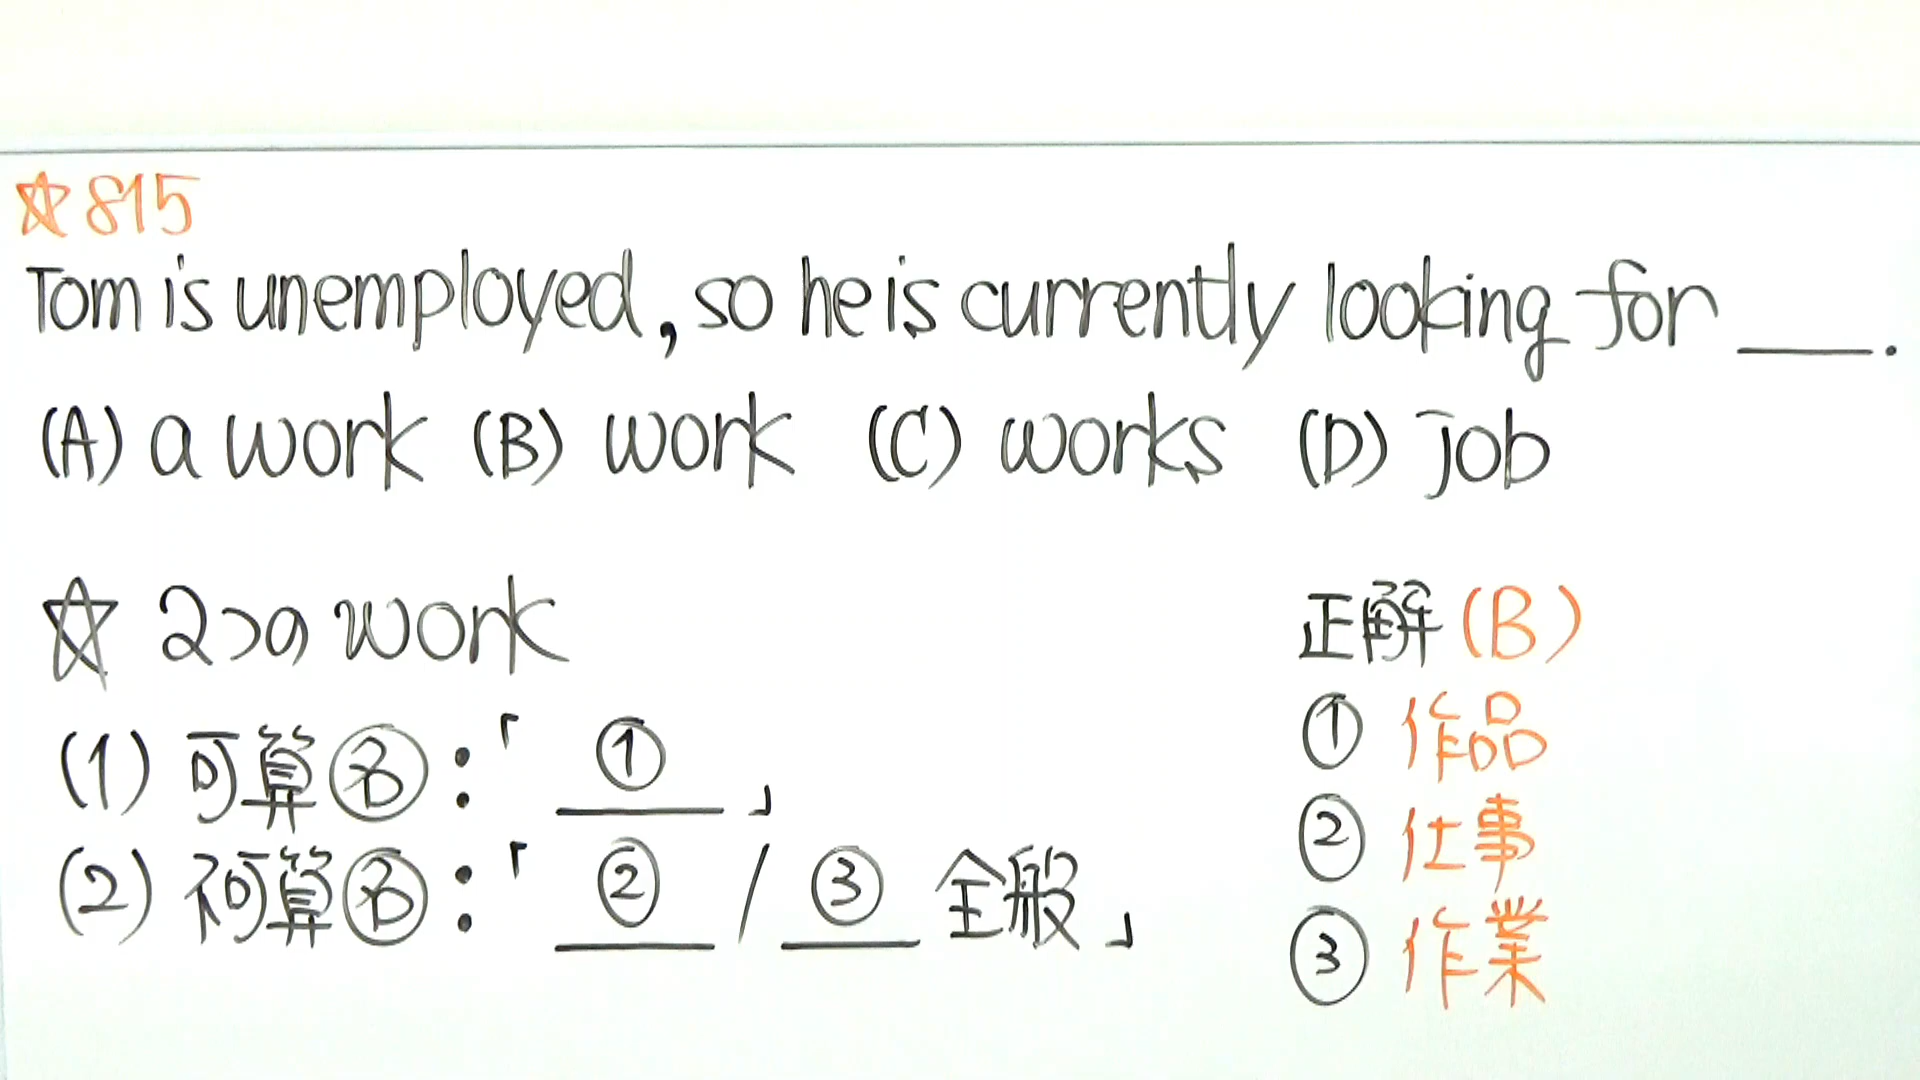 ☆815
Tom is unemployed, so he is currently looking for ___.
(A) a work (B) work (C) works (D) job
☆ 2つの work
正解 (B)
(1) 可算名:「 ① 」
① 作品
(2) 不可算名:「 ② / ③ 全般」
② 仕事
③ 作業